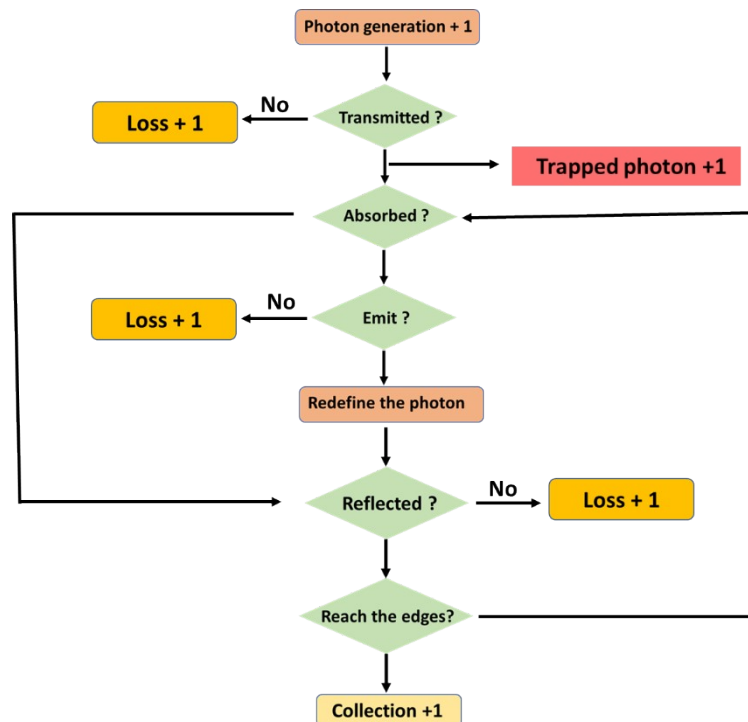 Photon generation + 1
No
Loss + 1
Transmitted ?
Trapped photon +1
Absorbed ?
No
Loss + 1
Emit ?
Redefine the photon
Reflected ?
No
Loss + 1
Reach the edges?
Collection +1